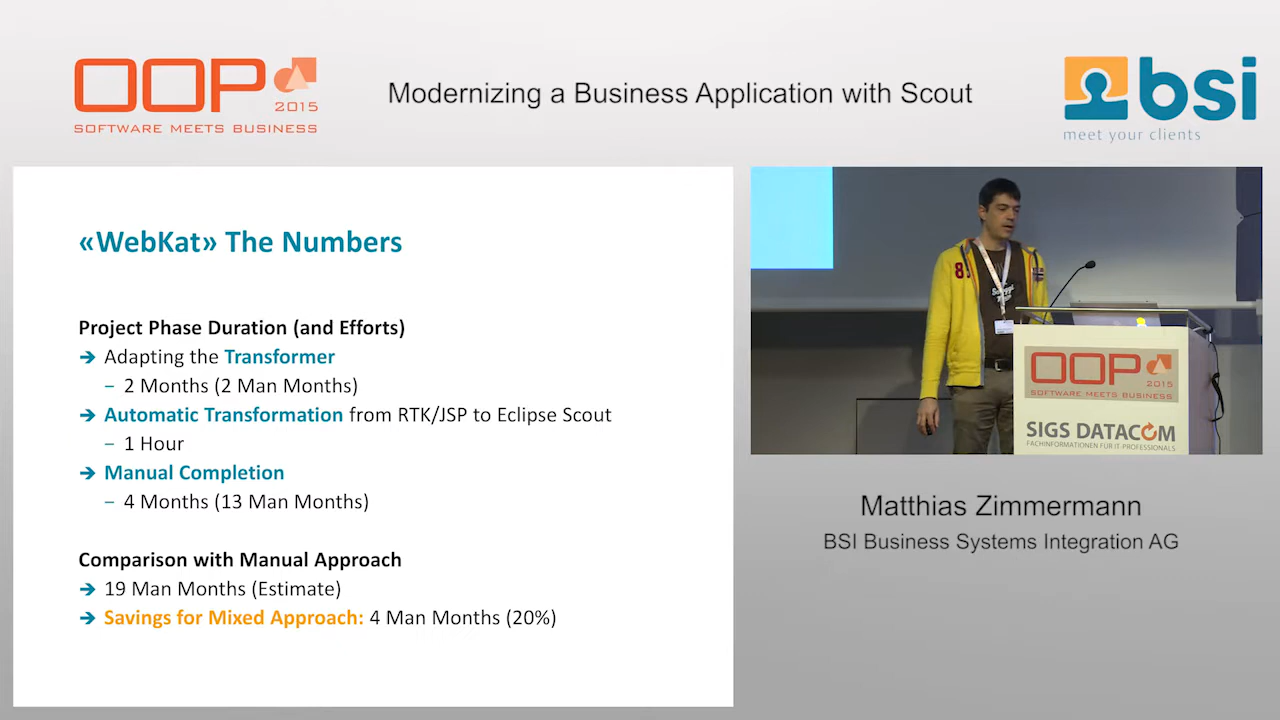 OOP
2015
SOFTWARE MEETS BUSINESS
Modernizing a Business Application with Scout
bsi
meet your clients
«WebKat» The Numbers
Project Phase Duration (and Efforts)
➔ Adapting the Transformer
– 2 Months (2 Man Months)
➔ Automatic Transformation from RTK/JSP to Eclipse Scout
– 1 Hour
➔ Manual Completion
– 4 Months (13 Man Months)
Comparison with Manual Approach
➔ 19 Man Months (Estimate)
➔ Savings for Mixed Approach: 4 Man Months (20%)
OOP
2015
SOFTWARE MEETS BUSINESS
SIGS DATACOM
FACHINFORMATIONEN FÜR IT-PROFESSIONALS
Matthias Zimmermann
BSI Business Systems Integration AG